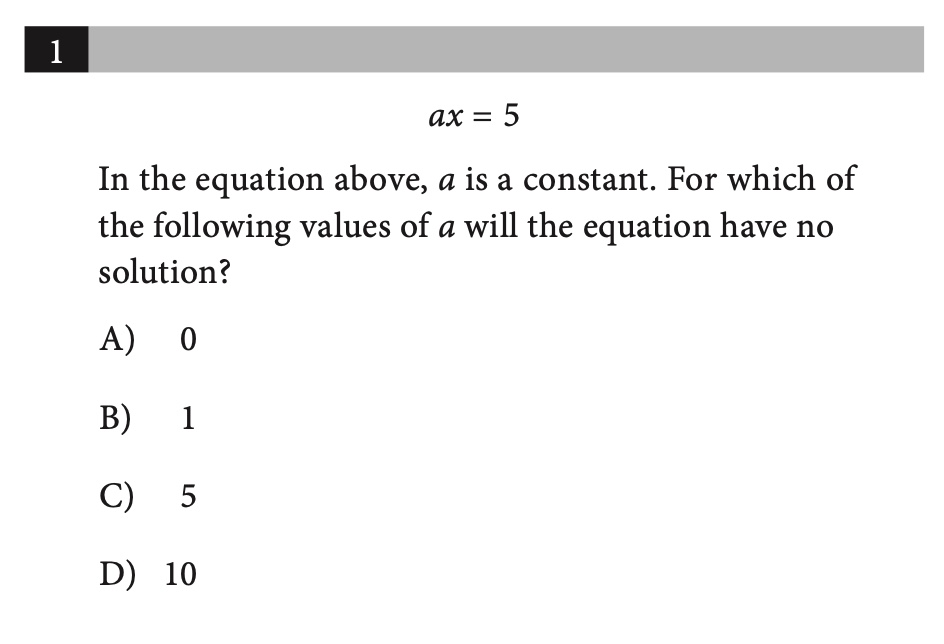 1
ax = 5
In the equation above, a is a constant. For which of
the following values of a will the equation have no
solution?
A) 0
B) 1
C) 5
D) 10